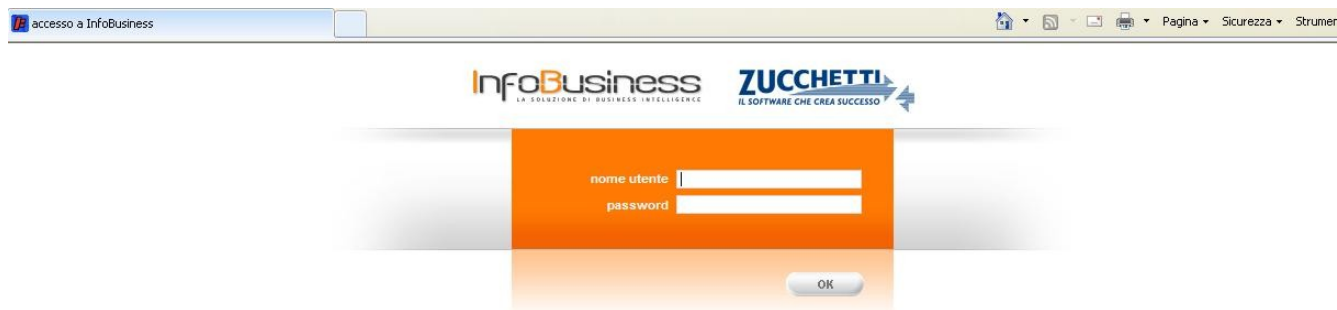 accesso a InfoBusiness
Pagina Sicurezza Strumen
InfoBusiness
LA SOLUZIONE DI BUSINESS INTELLIGENCE
ZUCCHETTI
IL SOFTWARE CHE CREA SUCCESSO
nome utente
password
OK